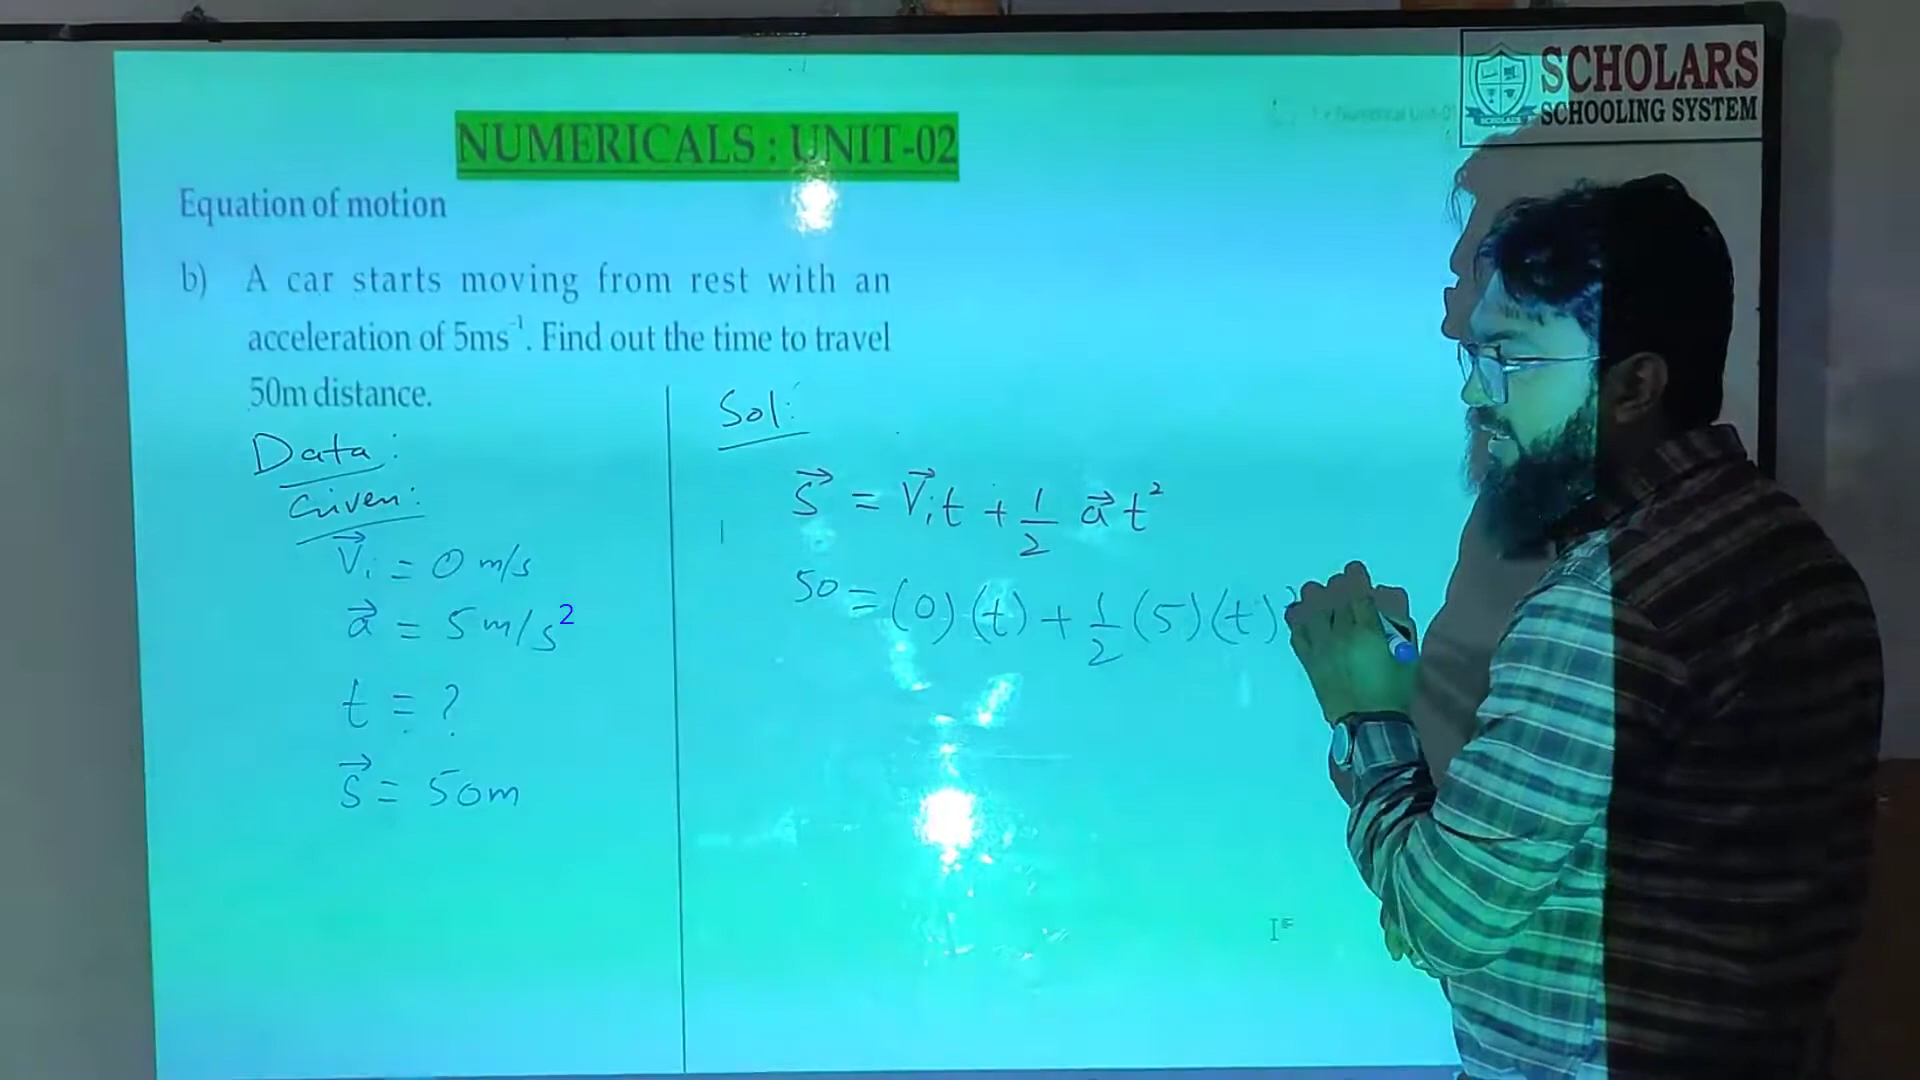 SCHOLARS
SCHOOLING SYSTEM
SCHOLARS
NUMERICALS : UNIT-02
Equation of motion
b) A car starts moving from rest with an
acceleration of 5ms⁻¹. Find out the time to travel
50m distance.
Data:
Given:
V⃗ᵢ = 0 m/s
a⃗ = 5 m/s²
t = ?
S⃗ = 50m
Sol:
S⃗ = V⃗ᵢt + 1/2 a⃗ t²
50 = (0) (t) + 1/2 (5) (t)